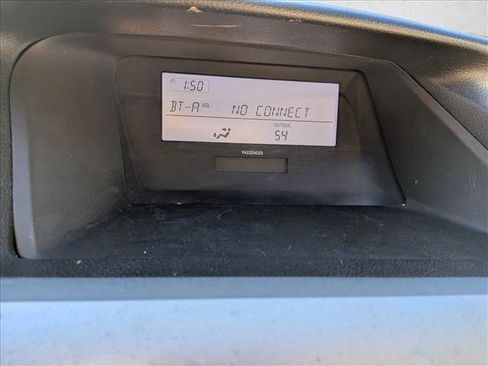 1:50
BT-A ASL NO CONNECT
OUTSIDE
54
PASSENGER